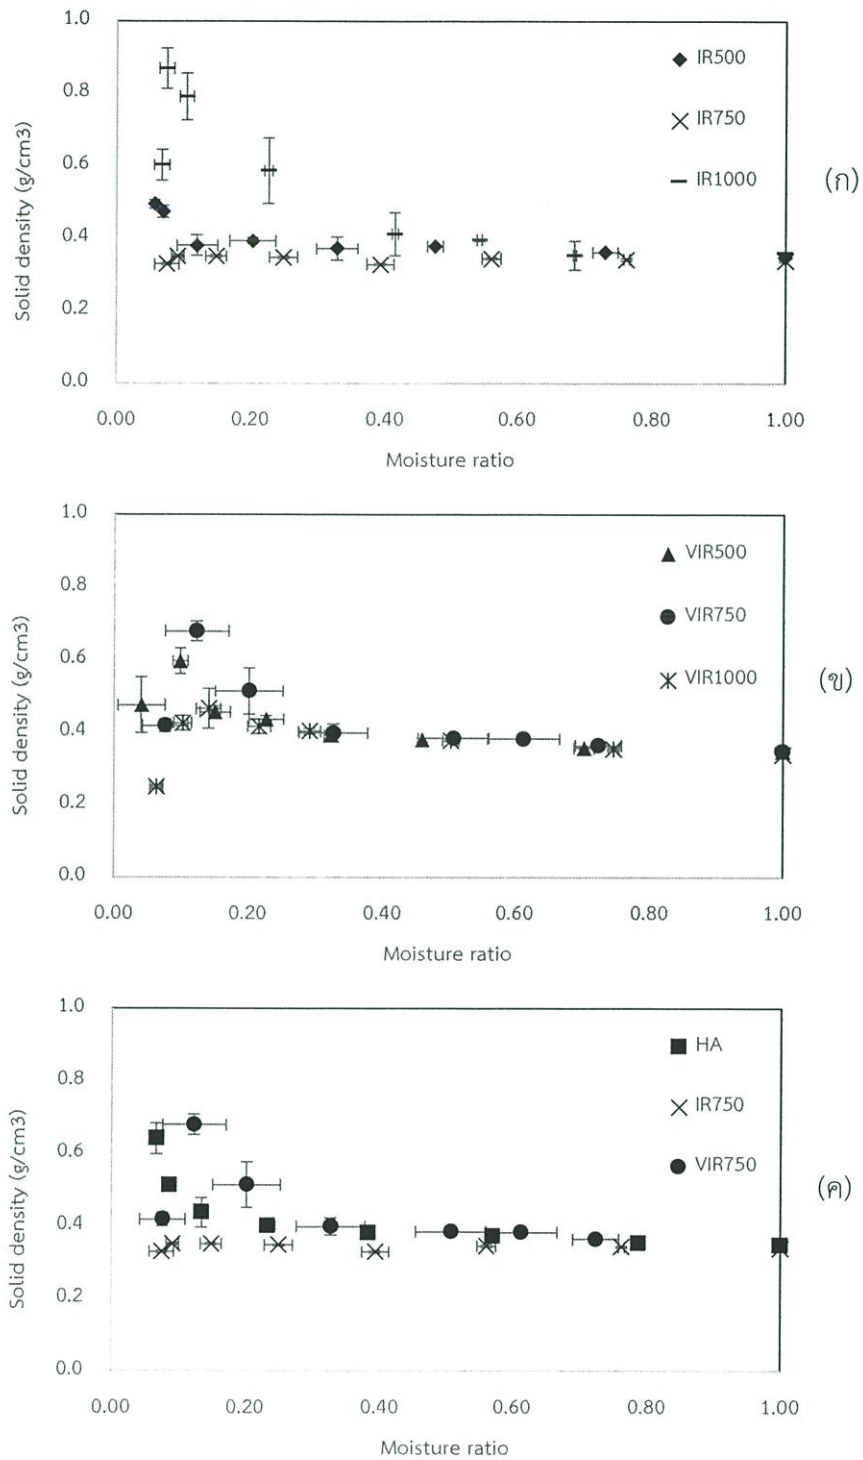 1.0
0.8
0.6
0.4
0.2
0.0
Solid density (g/cm3)
IR500
IR750
IR1000
(ก)
0.00 0.20 0.40 0.60 0.80 1.00
Moisture ratio
1.0
0.8
0.6
0.4
0.2
0.0
Solid density (g/cm3)
VIR500
VIR750
VIR1000
(ข)
0.00 0.20 0.40 0.60 0.80 1.00
Moisture ratio
1.0
0.8
0.6
0.4
0.2
0.0
Solid density (g/cm3)
HA
IR750
VIR750
(ค)
0.00 0.20 0.40 0.60 0.80 1.00
Moisture ratio